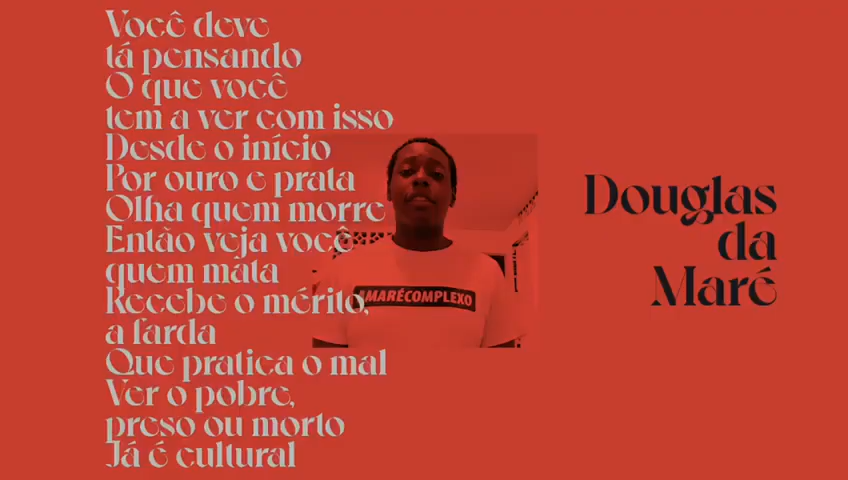 Você deve
tá pensando
O que você
tem a ver com isso
Desde o início
Por ouro e prata
Olha quem morre
Então veja você
quem mata
Recebe o mérito,
a farda
Que pratica o mal
Ver o pobre,
preso ou morto
Já é cultural
AMARÉCOMPLEXO
Douglas
da
Maré